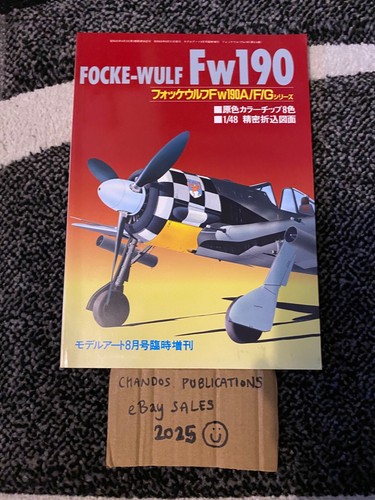 FOCKE-WULF Fw190
フォッケウルフFw190A/F/Gシリーズ
■原色カラーチップ8色
■1/48 精密折込図面
モデルアート8月号臨時増刊
CHANDOS PUBLICATIONS
eBay SALES
2025